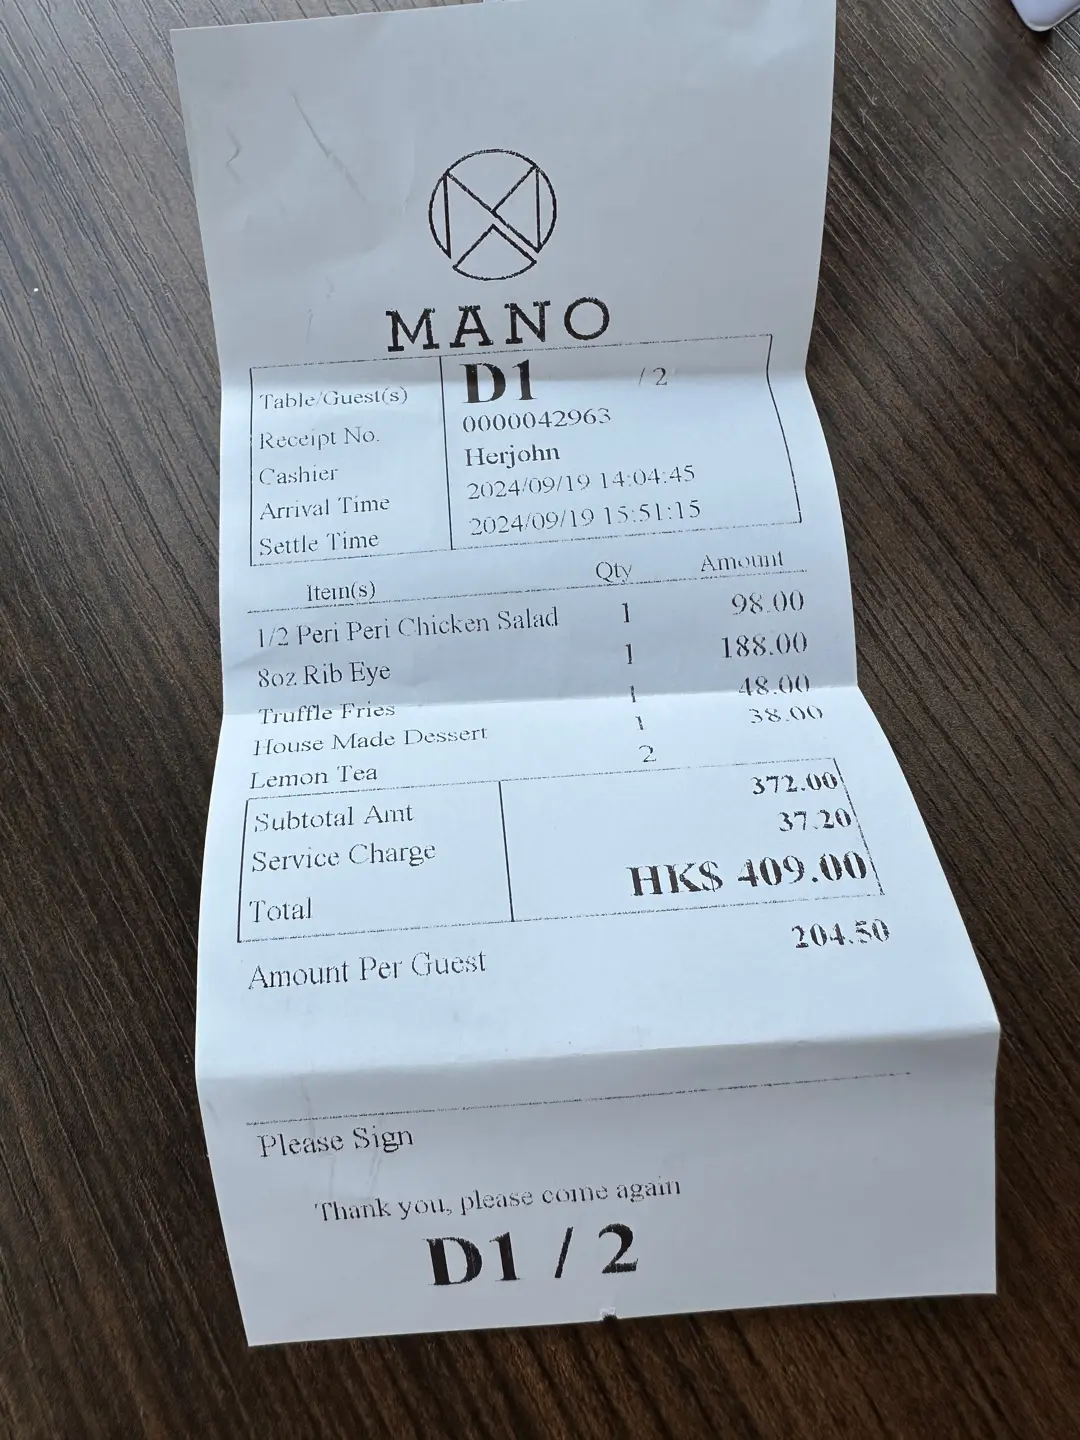 MANO
Table/Guest(s) D1 / 2
Receipt No. 0000042963
Cashier Herjohn
Arrival Time 2024/09/19 14:04:45
Settle Time 2024/09/19 15:51:15
Item(s) Qty Amount
1/2 Peri Peri Chicken Salad 1 98.00
8oz Rib Eye 1 188.00
Truffle Fries 1 48.00
House Made Dessert 1 38.00
Lemon Tea 2
Subtotal Amt 372.00
Service Charge 37.20
Total HK$ 409.00
Amount Per Guest 204.50
Please Sign
Thank you, please come again
D1 / 2